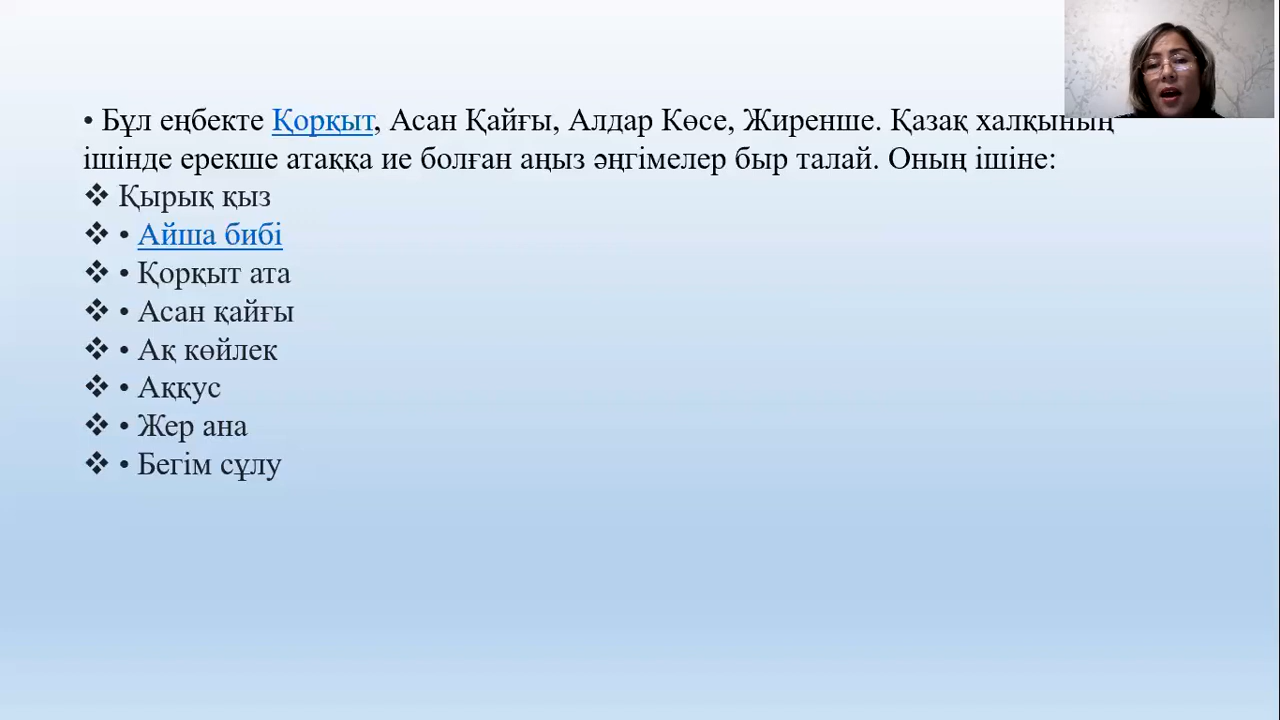 • Бұл еңбекте Қорқыт, Асан Қайғы, Алдар Көсе, Жиренше. Қазақ халқының
ішінде ерекше атаққа ие болған аңыз әңгімелер быр талай. Оның ішіне:
❖ Қырық қыз
❖ • Айша бибі
❖ • Қорқыт ата
❖ • Асан қайғы
❖ • Ақ көйлек
❖ • Аққус
❖ • Жер ана
❖ • Бегім сұлу